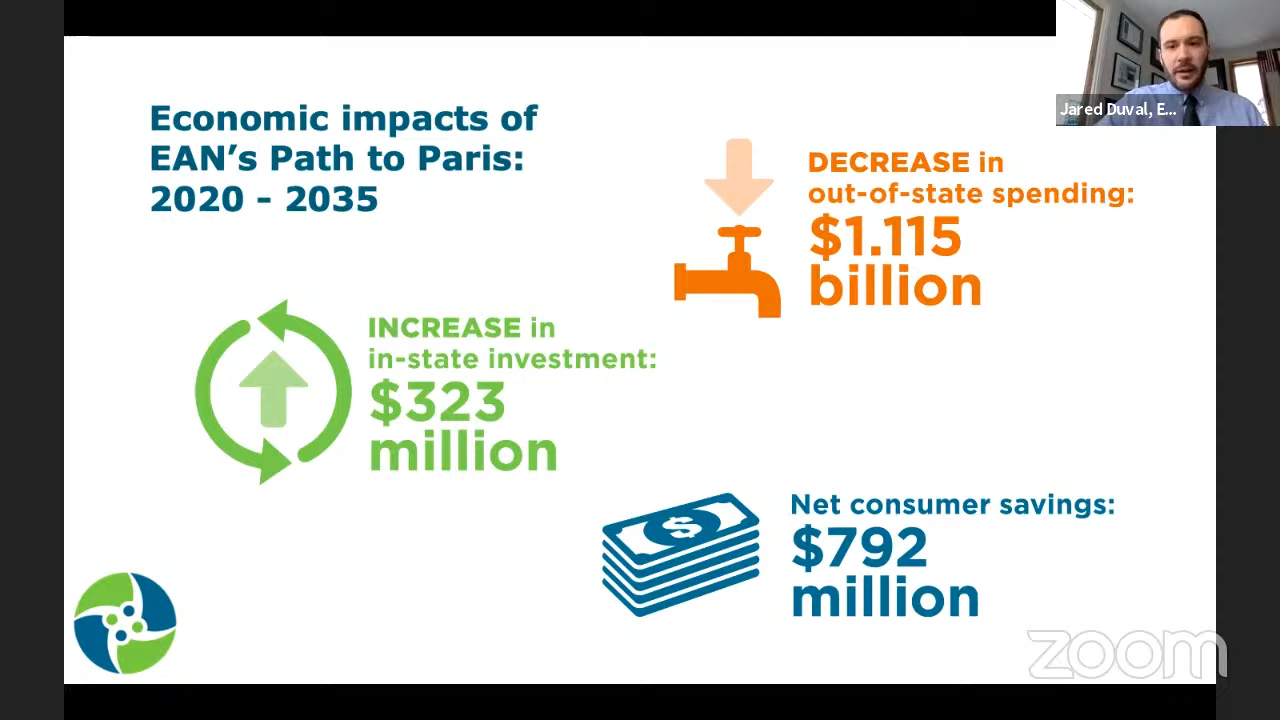 Economic impacts of
EAN's Path to Paris:
2020 - 2035
DECREASE in
out-of-state spending:
$1.115
billion
INCREASE in
in-state investment:
$323
million
Net consumer savings:
$792
million
Jared Duval, E...
zoom